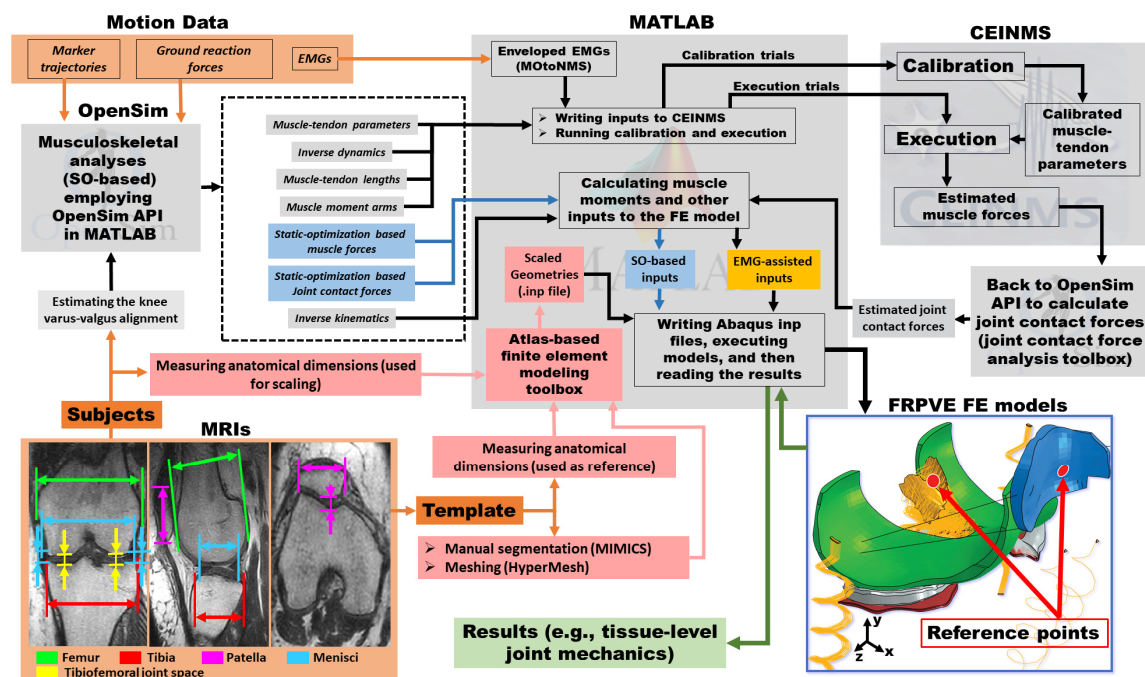 Motion Data
Marker
trajectories
Ground reaction
forces
EMGs
OpenSim
Musculoskeletal
analyses
(SO-based)
employing
OpenSim API
in MATLAB
Estimating the knee
varus-valgus alignment
Muscle-tendon parameters
Inverse dynamics
Muscle-tendon lengths
Muscle moment arms
Static-optimization based
muscle forces
Static-optimization based
Joint contact forces
Inverse kinematics
MATLAB
Enveloped EMGs
(MOtoNMS)
Calibration trials
Execution trials
➢ Writing inputs to CEINMS
➢ Running calibration and execution
Calculating muscle
moments and other
inputs to the FE model
Scaled
Geometries
(.inp file)
SO-based
inputs
EMG-assisted
inputs
Atlas-based
finite element
modeling
toolbox
Writing Abaqus inp
files, executing
models, and then
reading the results
CEINMS
Calibration
Execution
Calibrated
muscle-
tendon
parameters
Estimated
muscle forces
CEINMS
Estimated joint
contact forces
Back to OpenSim
API to calculate
joint contact forces
(joint contact force
analysis toolbox)
Measuring anatomical dimensions (used
for scaling)
Subjects
MRIs
Femur
Tibia
Patella
Menisci
Tibiofemoral joint space
Template
Measuring anatomical
dimensions (used as reference)
➢ Manual segmentation (MIMICS)
➢ Meshing (HyperMesh)
Results (e.g., tissue-level
joint mechanics)
FRPVE FE models
Reference points
y
z
x